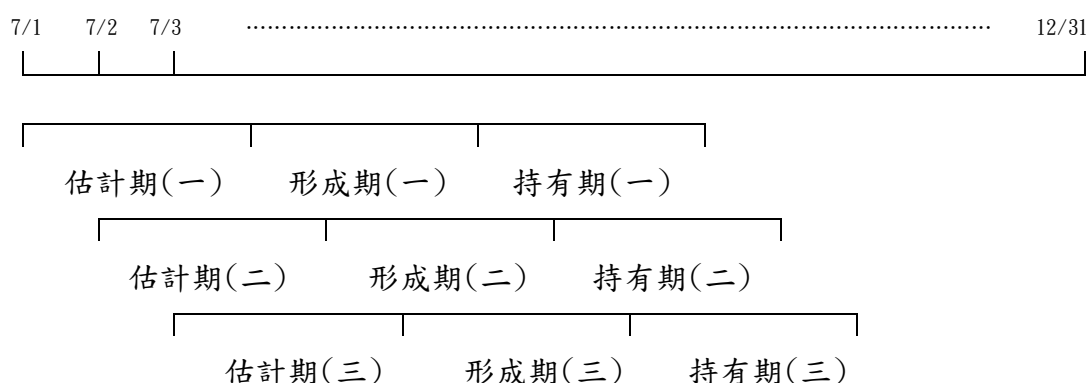 7/1 7/2 7/3 ………………………………………………………………………………………… 12/31
估計期(一) 形成期(一) 持有期(一)
估計期(二) 形成期(二) 持有期(二)
估計期(三) 形成期(三) 持有期(三)